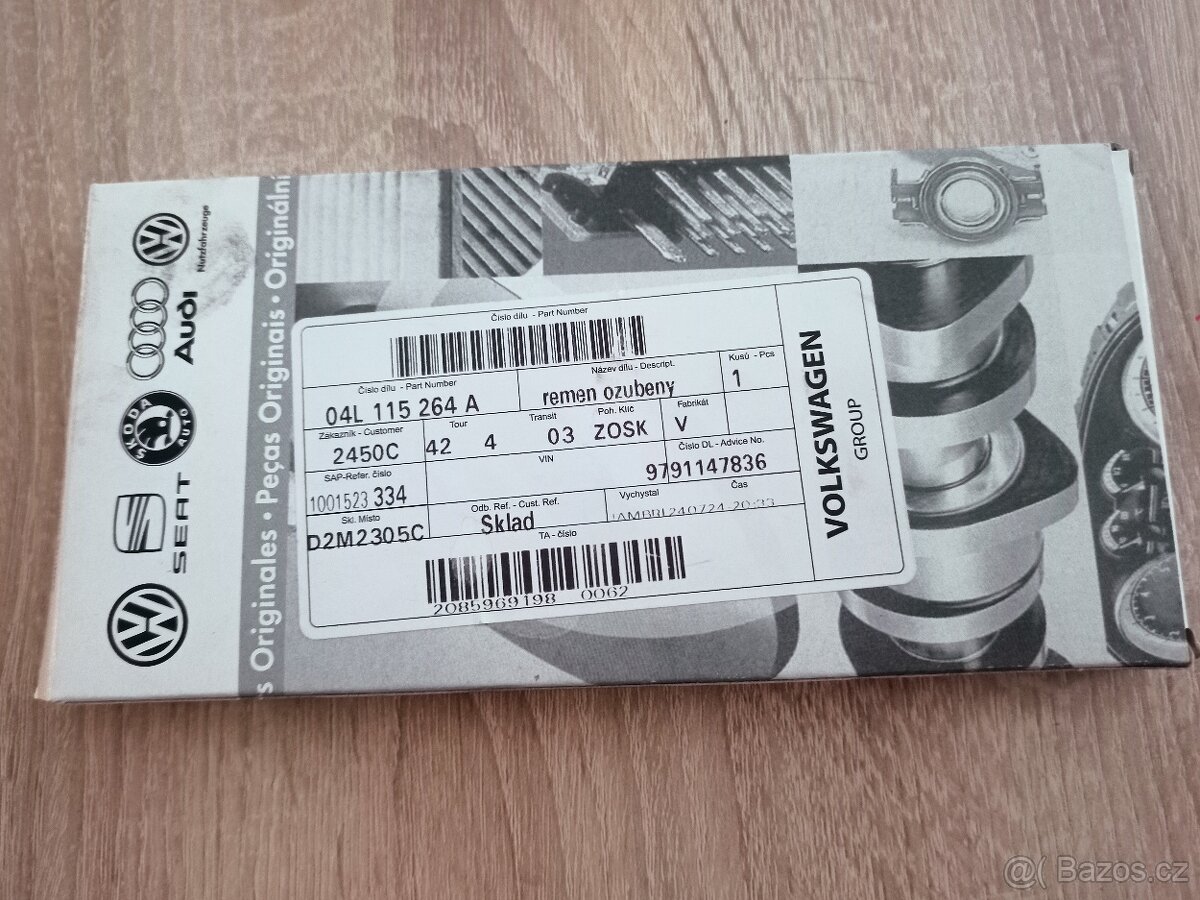 Nutzfahrzeuge
Audi
SKODA
AUTO
SEAT
s Originales • Peças Originais • Originální
Číslo dílu - Part Number
Číslo dílu - Part Number
04L 115 264 A
Název dílu - Descript.
remen ozubeny
Kusů - Pcs
1
Zakazník - Customer
2450C
Tour
42 4
Transit
03
Poh. Klíč
ZOSK
Fabrikát
V
SAP-Refer. číslo
1001523 334
VIN
Číslo DL - Advice No.
9791147836
Skl. Místo
D2M2305C
Odb. Ref. - Cust. Ref.
Sklad
Vychystal
Čas
TA - číslo
2085969198 0062
VOLKSWAGEN
GROUP
@( Bazos.cz